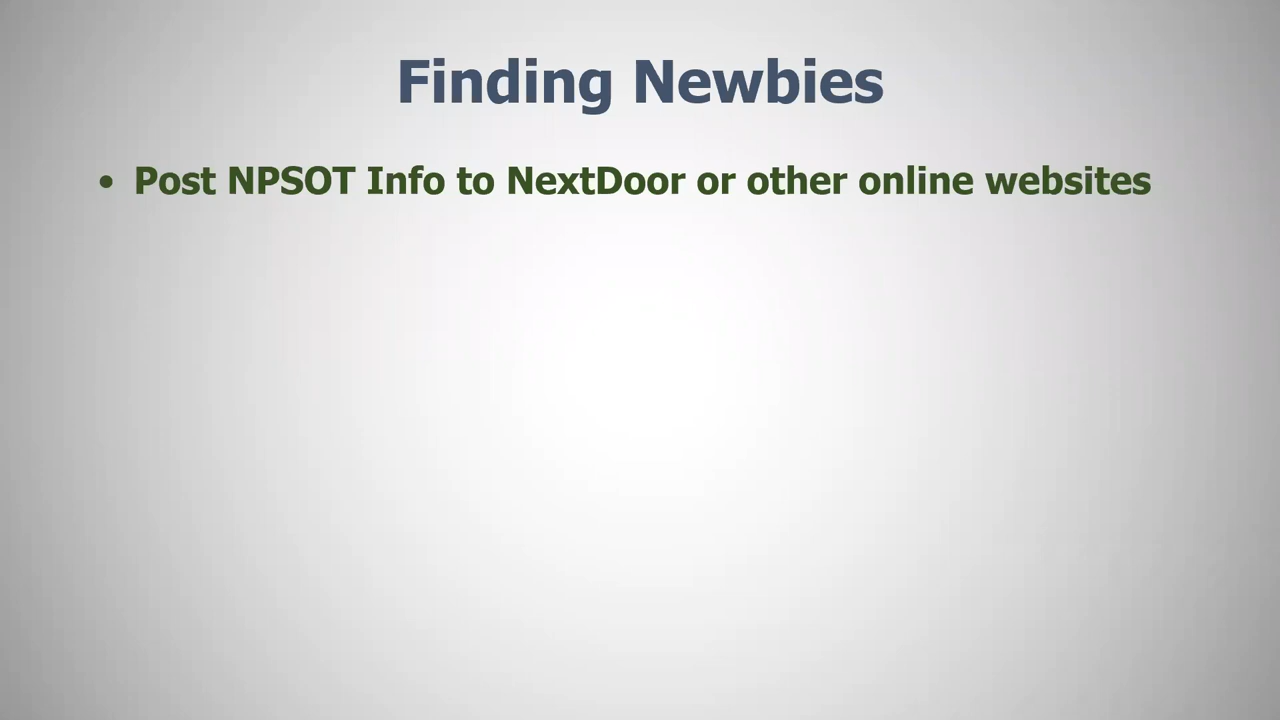 Finding Newbies
• Post NPSOT Info to NextDoor or other online websites